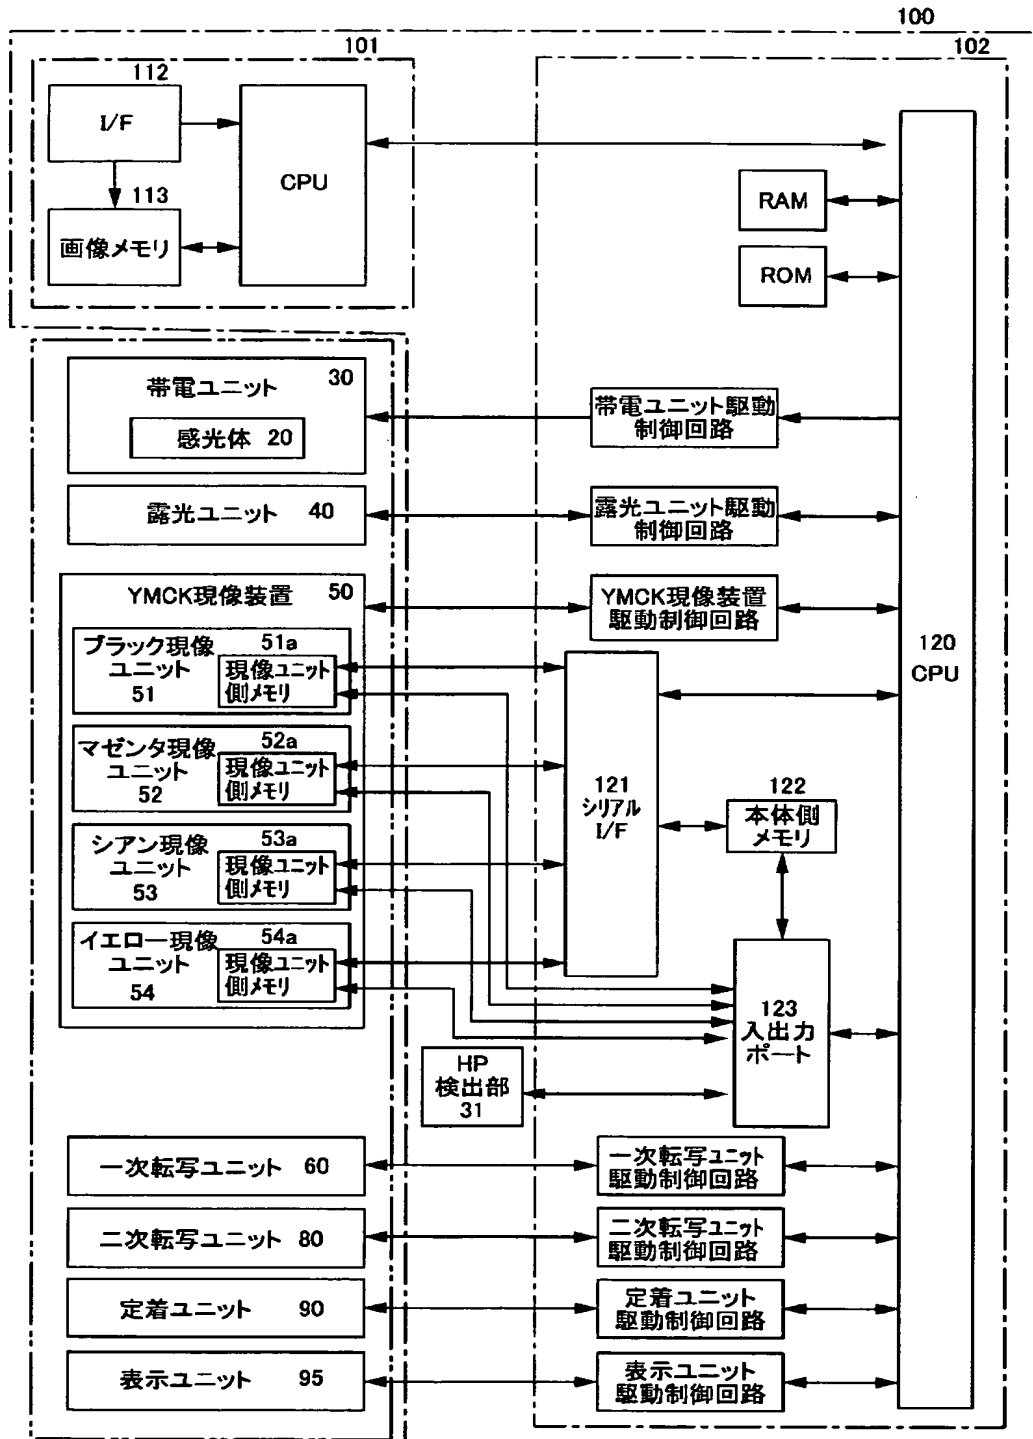 100
101
102
112
I/F
CPU
113
画像メモリ
RAM
ROM
120
CPU
帯電ユニット 30
感光体 20
帯電ユニット駆動
制御回路
露光ユニット 40
露光ユニット駆動
制御回路
YMCK現像装置 50
YMCK現像装置
駆動制御回路
ブラック現像
ユニット
51
51a
現像ユニット
側メモリ
マゼンタ現像
ユニット
52
52a
現像ユニット
側メモリ
シアン現像
ユニット
53
53a
現像ユニット
側メモリ
イエロー現像
ユニット
54
54a
現像ユニット
側メモリ
121
シリアル
I/F
122
本体側
メモリ
123
入出力
ポート
HP
検出部
31
一次転写ユニット 60
一次転写ユニット
駆動制御回路
二次転写ユニット 80
二次転写ユニット
駆動制御回路
定着ユニット 90
定着ユニット
駆動制御回路
表示ユニット 95
表示ユニット
駆動制御回路